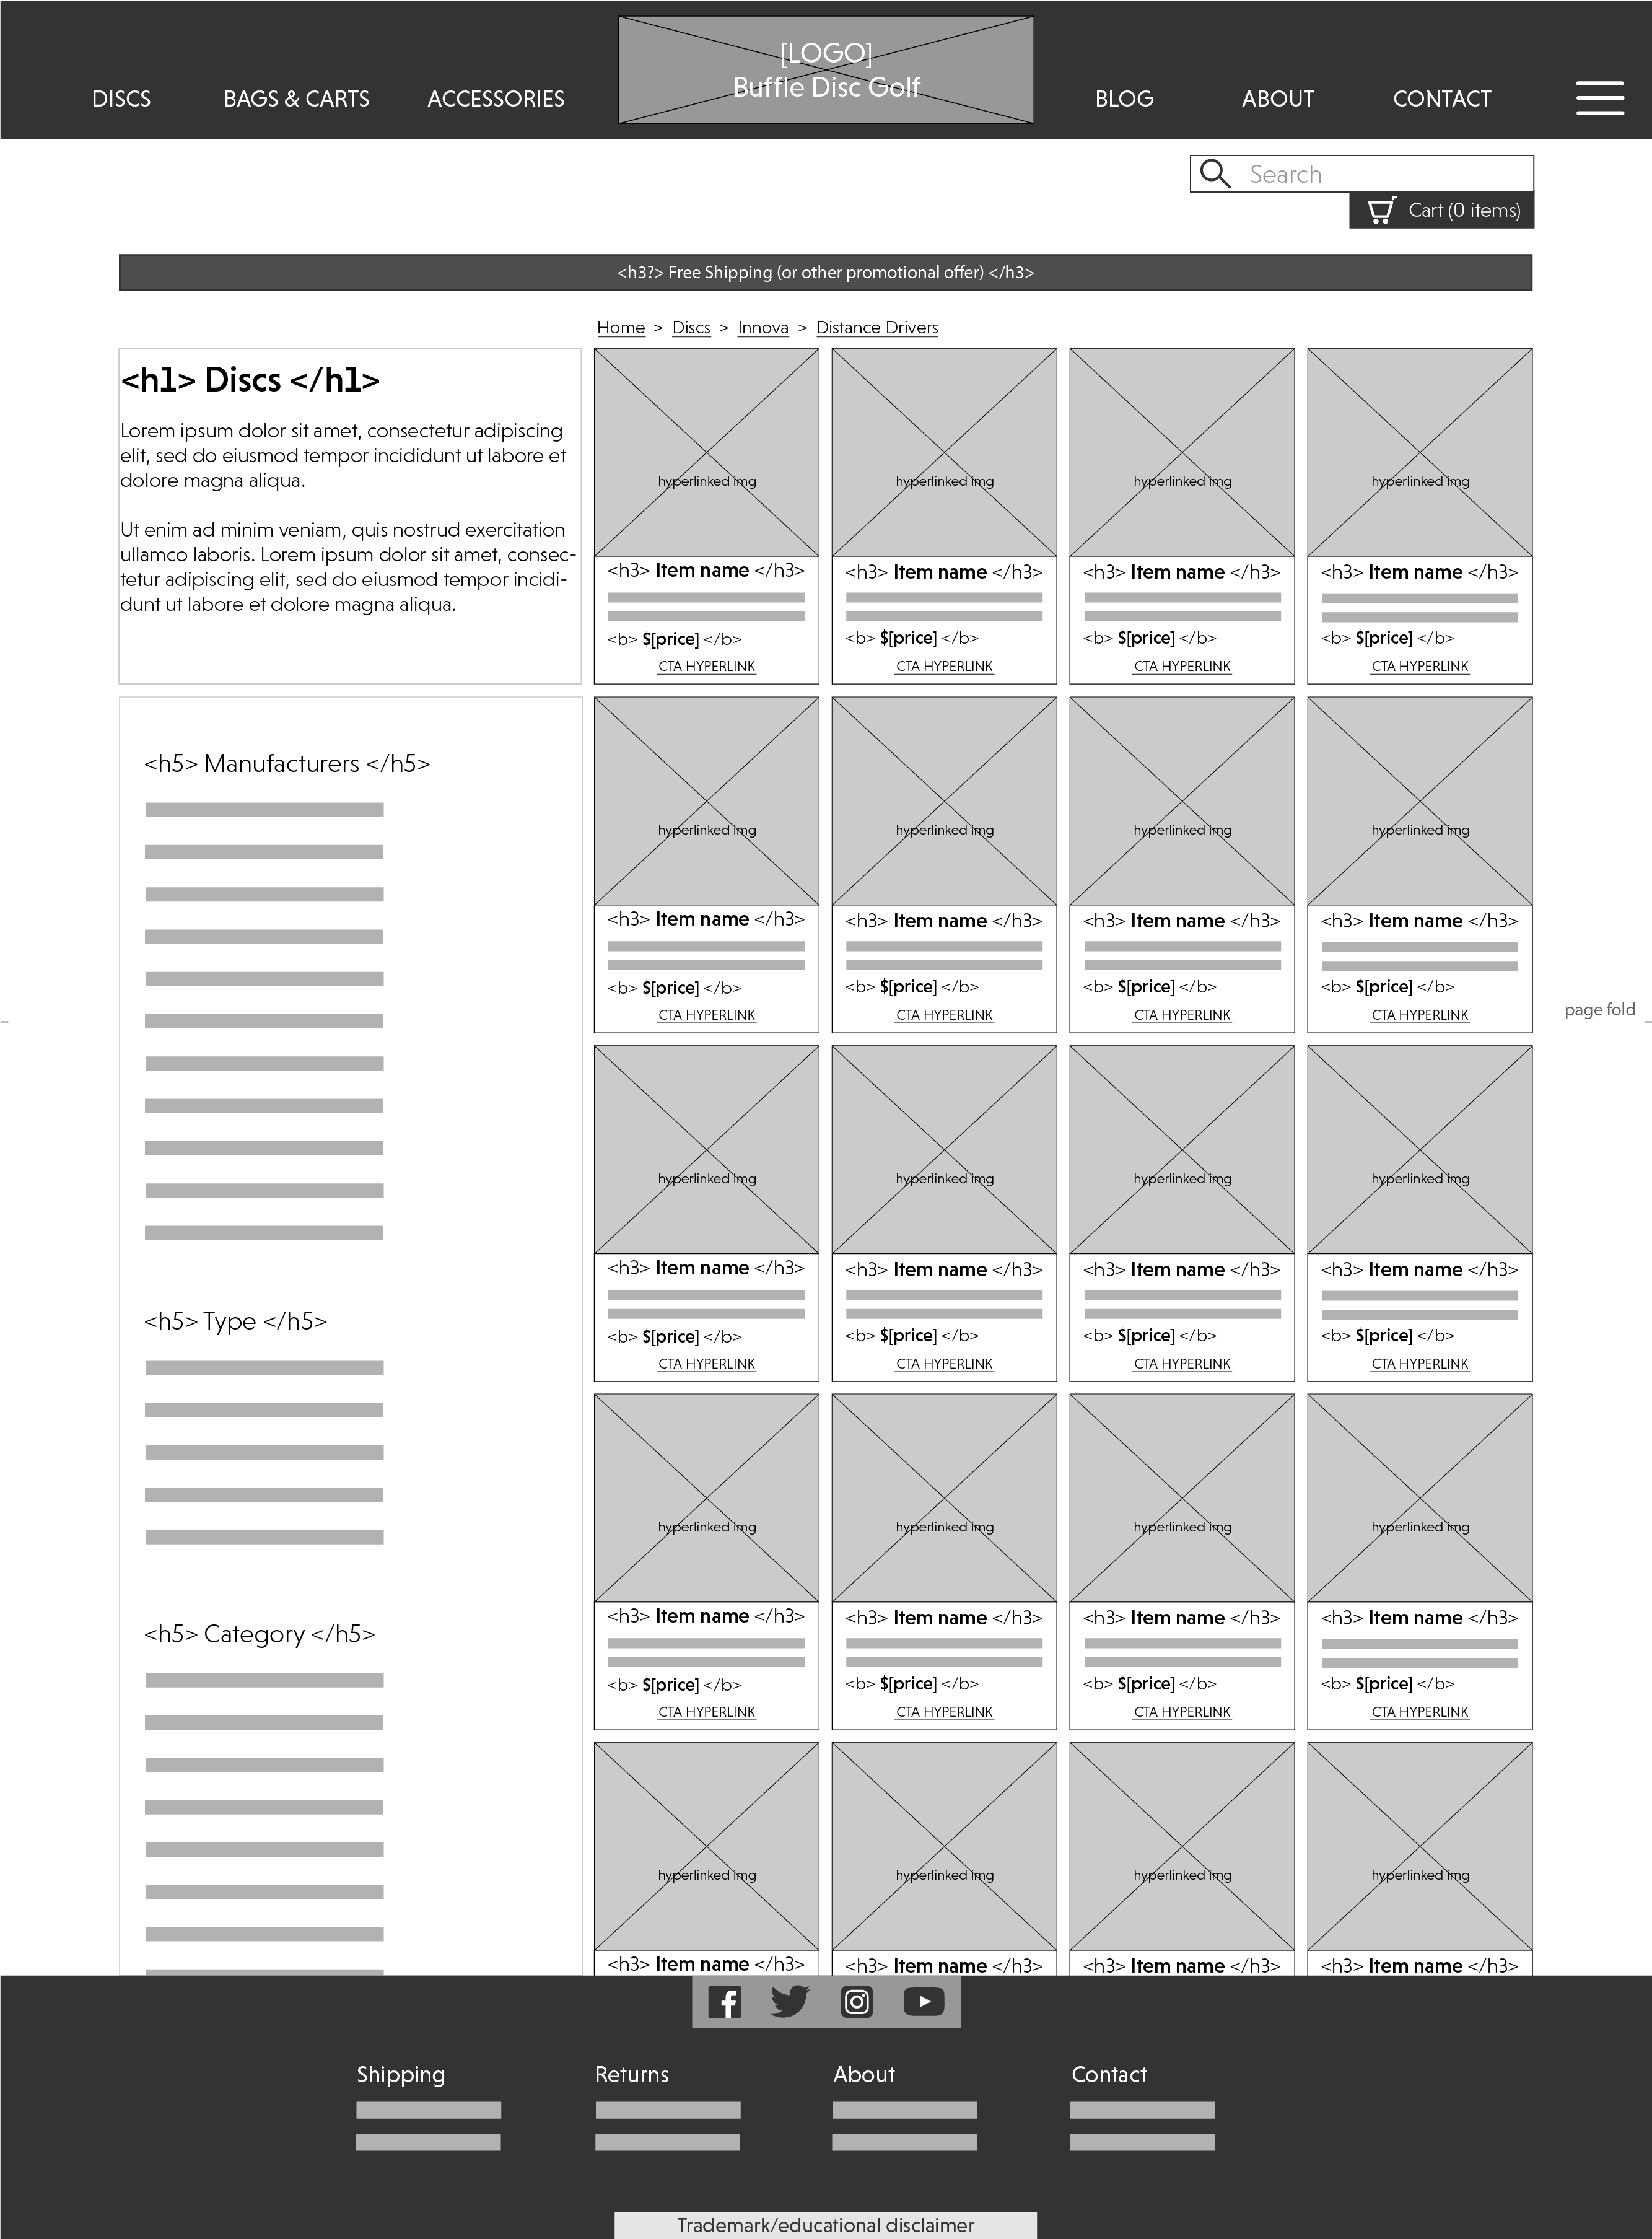 [LOGO]
Buffle Disc Golf
DISCS BAGS & CARTS ACCESSORIES BLOG ABOUT CONTACT
Search
Cart (0 items)
<h3?> Free Shipping (or other promotional offer) </h3>
Home > Discs > Innova > Distance Drivers
<h1> Discs </h1>
Lorem ipsum dolor sit amet, consectetur adipiscing
elit, sed do eiusmod tempor incididunt ut labore et
dolore magna aliqua.
Ut enim ad minim veniam, quis nostrud exercitation
ullamco laboris. Lorem ipsum dolor sit amet, consec-
tetur adipiscing elit, sed do eiusmod tempor incidi-
dunt ut labore et dolore magna aliqua.
<h5> Manufacturers </h5>
<h5> Type </h5>
<h5> Category </h5>
hyperlinked img hyperlinked img hyperlinked img hyperlinked img
<h3> Item name </h3> <h3> Item name </h3> <h3> Item name </h3> <h3> Item name </h3>
<b> $[price] </b> <b> $[price] </b> <b> $[price] </b> <b> $[price] </b>
CTA HYPERLINK CTA HYPERLINK CTA HYPERLINK CTA HYPERLINK
hyperlinked img hyperlinked img hyperlinked img hyperlinked img
<h3> Item name </h3> <h3> Item name </h3> <h3> Item name </h3> <h3> Item name </h3>
<b> $[price] </b> <b> $[price] </b> <b> $[price] </b> <b> $[price] </b>
CTA HYPERLINK CTA HYPERLINK CTA HYPERLINK CTA HYPERLINK
page fold
hyperlinked img hyperlinked img hyperlinked img hyperlinked img
<h3> Item name </h3> <h3> Item name </h3> <h3> Item name </h3> <h3> Item name </h3>
<b> $[price] </b> <b> $[price] </b> <b> $[price] </b> <b> $[price] </b>
CTA HYPERLINK CTA HYPERLINK CTA HYPERLINK CTA HYPERLINK
hyperlinked img hyperlinked img hyperlinked img hyperlinked img
<h3> Item name </h3> <h3> Item name </h3> <h3> Item name </h3> <h3> Item name </h3>
<b> $[price] </b> <b> $[price] </b> <b> $[price] </b> <b> $[price] </b>
CTA HYPERLINK CTA HYPERLINK CTA HYPERLINK CTA HYPERLINK
hyperlinked img hyperlinked img hyperlinked img hyperlinked img
<h3> Item name </h3> <h3> Item name </h3> <h3> Item name </h3> <h3> Item name </h3>
Shipping Returns About Contact
Trademark/educational disclaimer